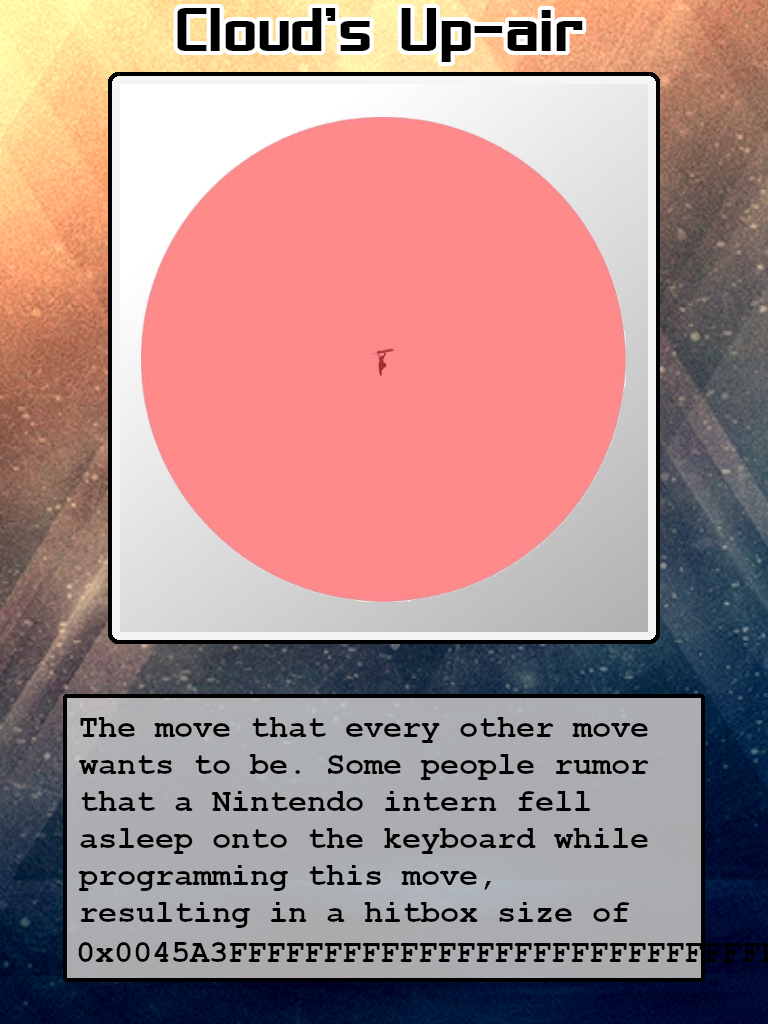 Cloud's Up-air
The move that every other move
wants to be. Some people rumor
that a Nintendo intern fell
asleep onto the keyboard while
programming this move,
resulting in a hitbox size of
0x0045A3FFFFFFFFFFFFFFFFFFFFFFFFFFFFF